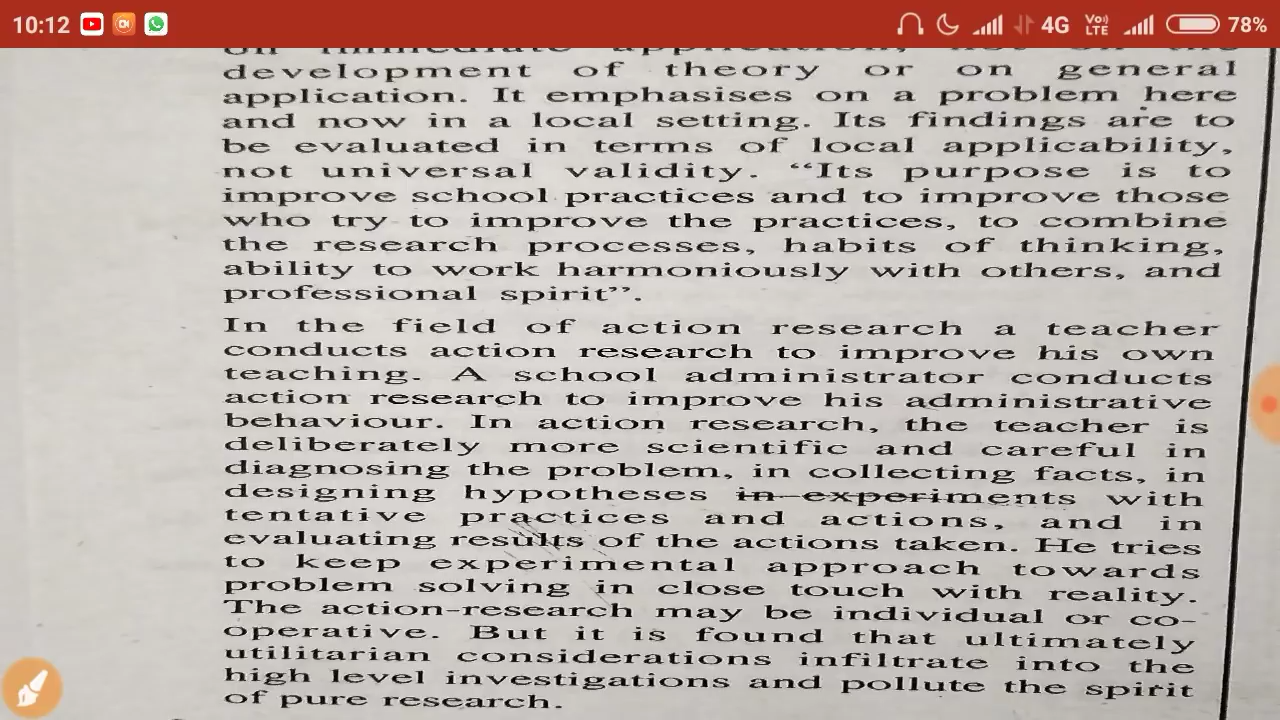 10:12 4G Vo)) LTE 78%
on immediate application, not on the
development of theory or on general
application. It emphasises on a problem here
and now in a local setting. Its findings are to
be evaluated in terms of local applicability,
not universal validity. “Its purpose is to
improve school practices and to improve those
who try to improve the practices, to combine
the research processes, habits of thinking,
ability to work harmoniously with others, and
professional spirit”.
In the field of action research a teacher
conducts action research to improve his own
teaching. A school administrator conducts
action research to improve his administrative
behaviour. In action research, the teacher is
deliberately more scientific and careful in
diagnosing the problem, in collecting facts, in
designing hypotheses in experiments with
tentative practices and actions, and in
evaluating results of the actions taken. He tries
to keep experimental approach towards
problem solving in close touch with reality.
The action-research may be individual or co-
operative. But it is found that ultimately
utilitarian considerations infiltrate into the
high level investigations and pollute the spirit
of pure research.